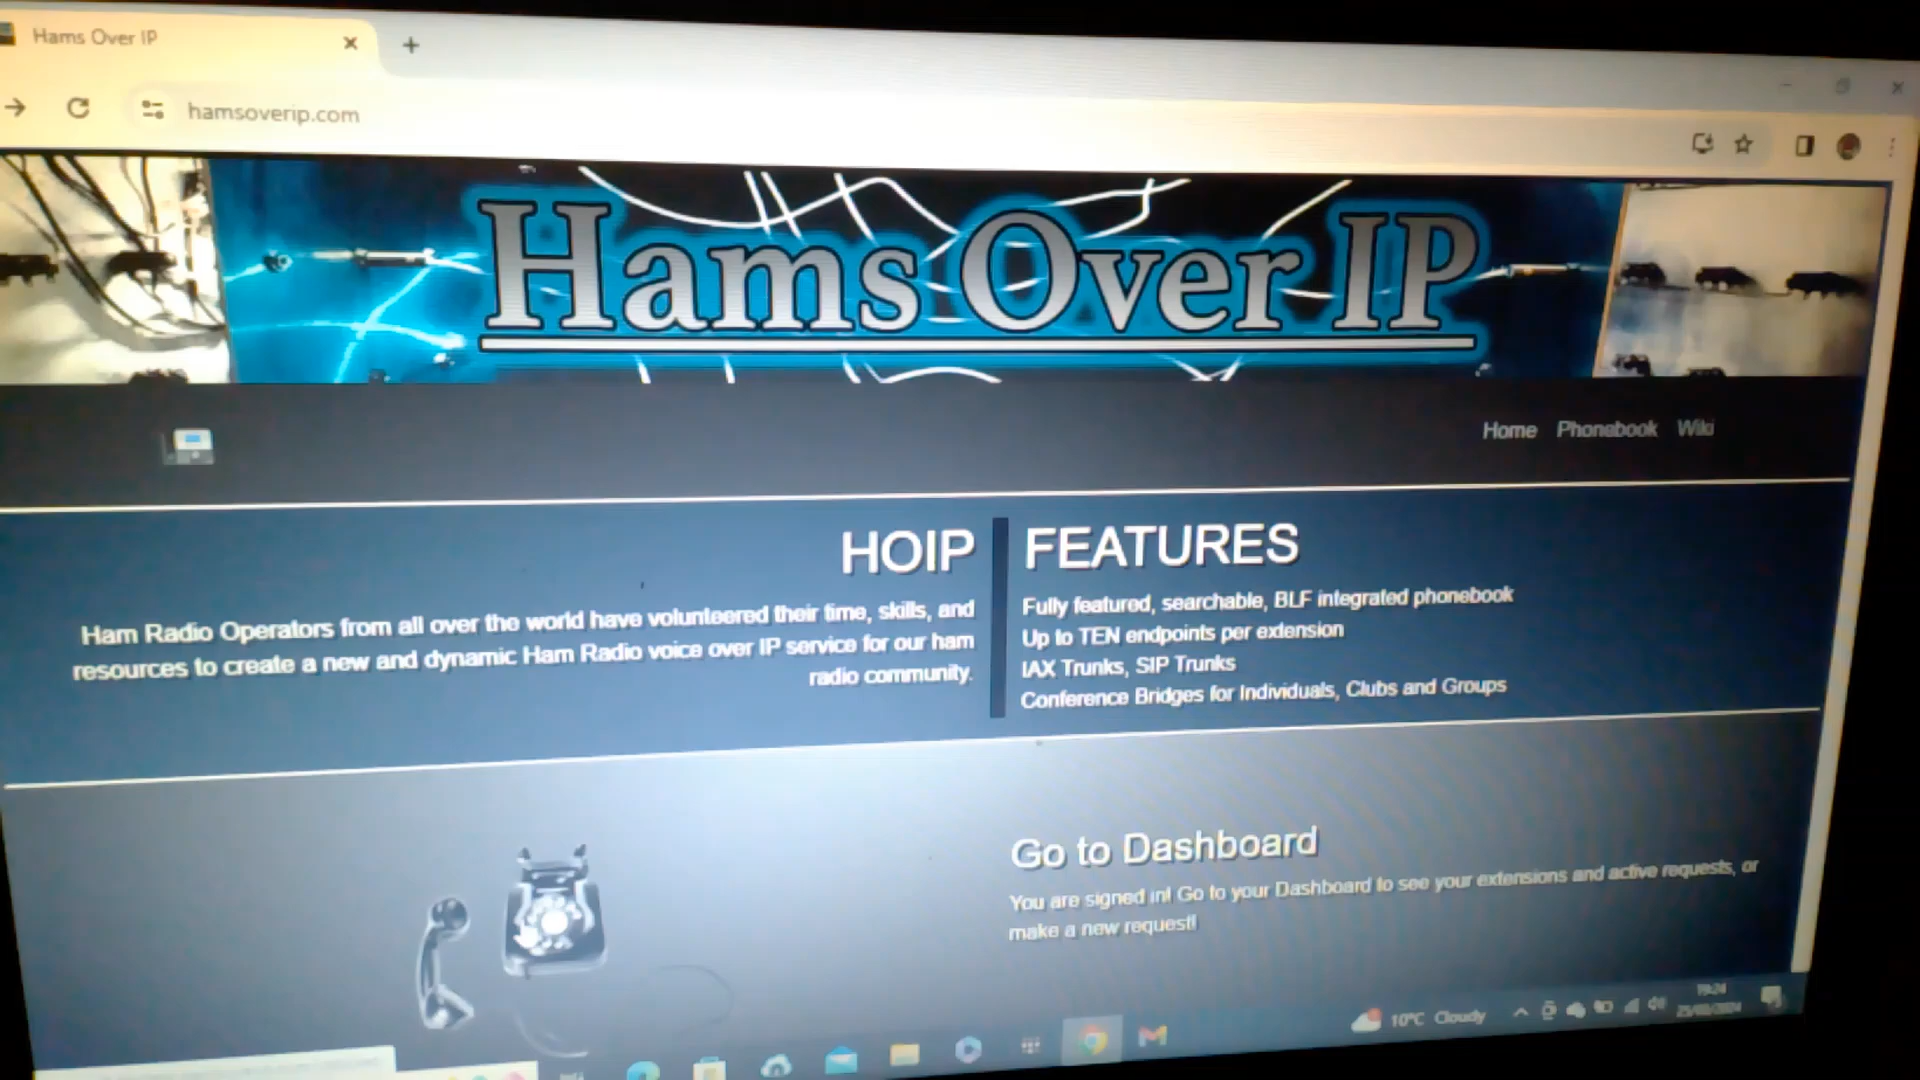 Hams Over IP
hamsoverip.com
Hams Over IP
Home Phonebook Wiki
HOIP
Ham Radio Operators from all over the world have volunteered their time, skills, and
resources to create a new and dynamic Ham Radio voice over IP service for our ham
radio community.
FEATURES
Fully featured, searchable, BLF integrated phonebook
Up to TEN endpoints per extension
IAX Trunks, SIP Trunks
Conference Bridges for Individuals, Clubs and Groups
Go to Dashboard
You are signed in! Go to your Dashboard to see your extensions and active requests, or
make a new request!
10°C Cloudy
19:24